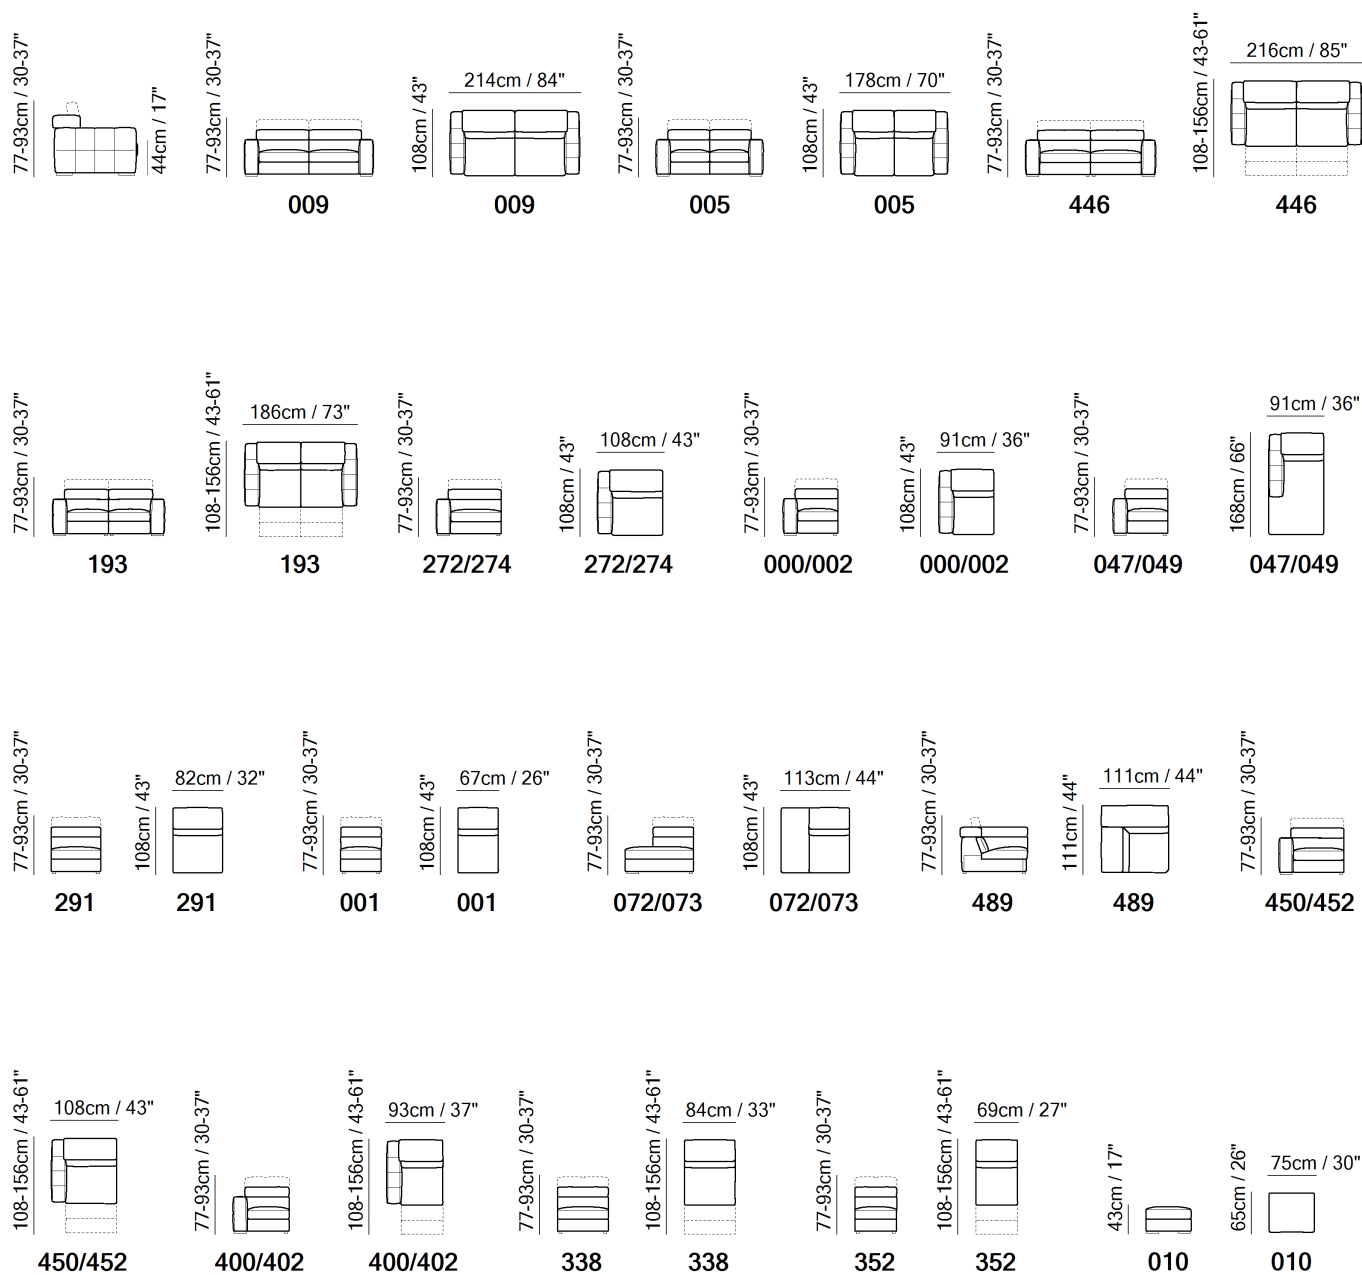 77-93cm / 30-37"
44cm / 17"
77-93cm / 30-37"
009
108cm / 43"
214cm / 84"
009
77-93cm / 30-37"
005
108cm / 43"
178cm / 70"
005
77-93cm / 30-37"
446
108-156cm / 43-61"
216cm / 85"
446
77-93cm / 30-37"
193
108-156cm / 43-61"
186cm / 73"
193
77-93cm / 30-37"
272/274
108cm / 43"
108cm / 43"
272/274
77-93cm / 30-37"
000/002
108cm / 43"
91cm / 36"
000/002
77-93cm / 30-37"
047/049
168cm / 66"
91cm / 36"
047/049
77-93cm / 30-37"
291
108cm / 43"
82cm / 32"
291
77-93cm / 30-37"
001
108cm / 43"
67cm / 26"
001
77-93cm / 30-37"
072/073
108cm / 43"
113cm / 44"
072/073
77-93cm / 30-37"
489
111cm / 44"
111cm / 44"
489
77-93cm / 30-37"
450/452
108-156cm / 43-61"
108cm / 43"
450/452
77-93cm / 30-37"
400/402
108-156cm / 43-61"
93cm / 37"
400/402
77-93cm / 30-37"
338
108-156cm / 43-61"
84cm / 33"
338
77-93cm / 30-37"
352
108-156cm / 43-61"
69cm / 27"
352
43cm / 17"
010
65cm / 26"
75cm / 30"
010